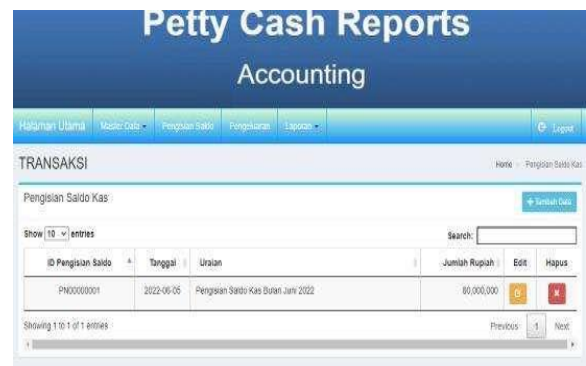 Petty Cash Reports
Accounting
Halaman Utama Master Data Pengisian Saldo Pengeluaran Laporan Logout
TRANSAKSI Home Pengisian Saldo Kas
Pengisian Saldo Kas + Tambah Data
Show 10 entries Search:
ID Pengisian Saldo Tanggal Uraian Jumlah Rupiah Edit Hapus
PN00000001 2022-06-05 Pengisian Saldo Kas Bulan Juni 2022 80,000,000
Showing 1 to 1 of 1 entries Previous 1 Next